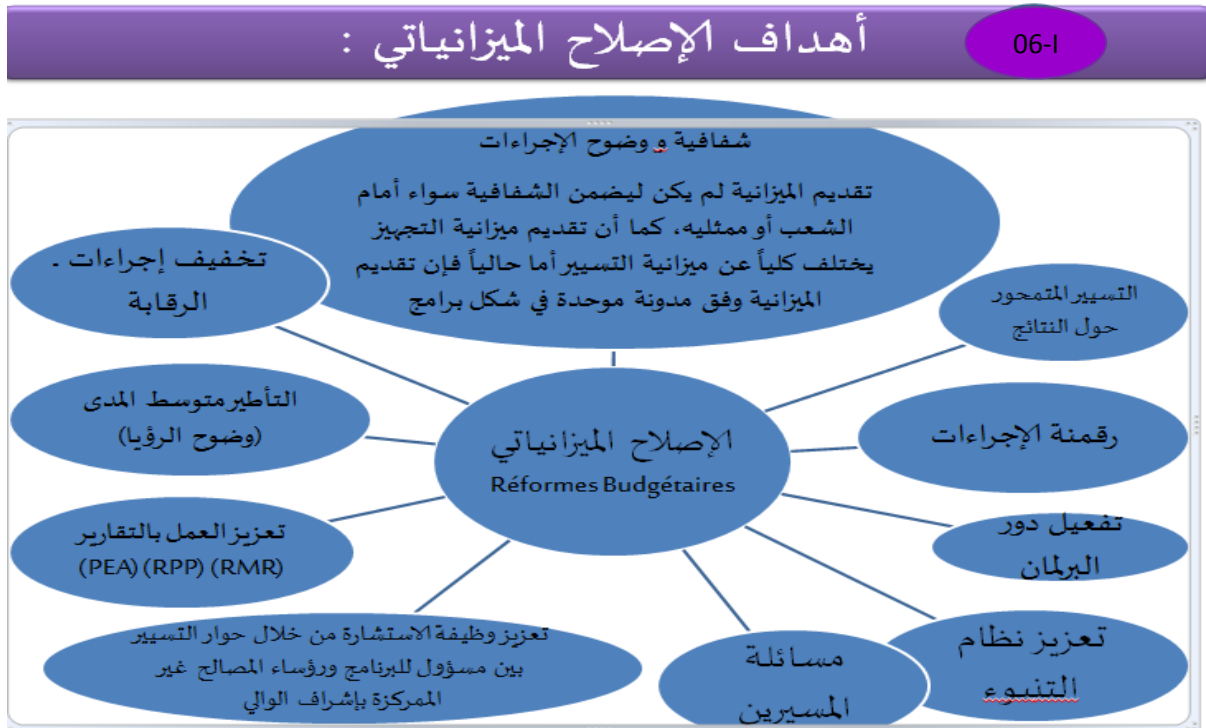 أهداف الإصلاح الميزانياتي :
06-I
شفافية و وضوح الإجراءات
تقديم الميزانية لم يكن ليضمن الشفافية سواء أمام
الشعب أو ممثليه، كما أن تقديم ميزانية التجهيز
يختلف كلياً عن ميزانية التسيير أما حالياً فإن تقديم
الميزانية وفق مدونة موحدة في شكل برامج
التسيير المتمحور
حول النتائج
تخفيف إجراءات .
الرقابة
رقمنة الإجراءات
التأطير متوسط المدى
(وضوح الرؤيا)
الإصلاح الميزانياتي
Réformes Budgétaires
تفعيل دور
البرلمان
تعزيز العمل بالتقارير
(PEA) (RPP) (RMR)
تعزيز نظام
التنبوء
مسائلة
المسيرين
تعزيز وظيفة الاستشارة من خلال حوار التسيير
بين مسؤول للبرنامج ورؤساء المصالح غير
الممركزة بإشراف الوالي